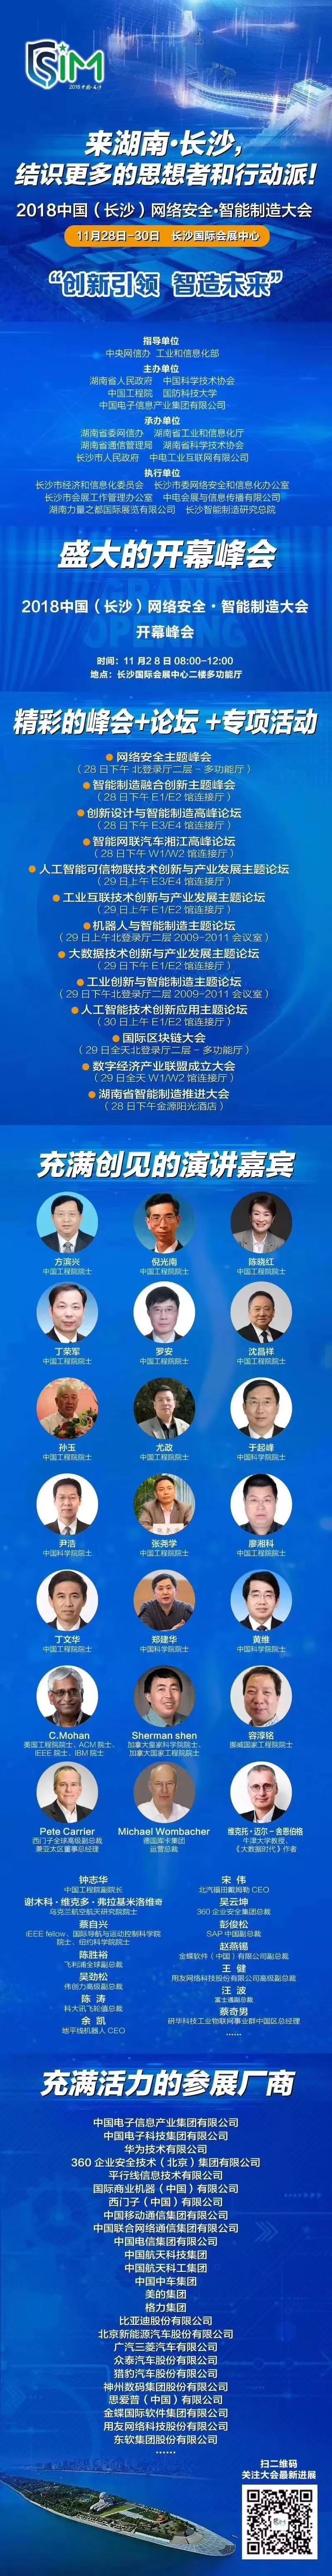 SiM
2018中国·长沙
来湖南·长沙,
结识更多的思想者和行动派!
2018中国（长沙）网络安全·智能制造大会
11月28日-30日 长沙国际会展中心
“创新引领 智造未来”
指导单位
中央网信办 工业和信息化部
主办单位
湖南省人民政府 中国科学技术协会
中国工程院 国防科技大学
中国电子信息产业集团有限公司
承办单位
湖南省委网信办 湖南省工业和信息化厅
湖南省通信管理局 湖南省科学技术协会
长沙市人民政府 中电工业互联网有限公司
执行单位
长沙市经济和信息化委员会 长沙市委网络安全和信息化办公室
长沙市会展工作管理办公室 中电会展与信息传播有限公司
湖南力量之都国际展览有限公司 长沙智能制造研究总院
盛大的开幕峰会
2018中国（长沙）网络安全·智能制造大会
开幕峰会
时间：11 月2 8 日 08:00-12:00
地点：长沙国际会展中心二楼多功能厅
精彩的峰会+论坛 +专项活动
网络安全主题峰会
（28 日下午 北登录厅二层 - 多功能厅）
智能制造融合创新主题峰会
（28 日下午 E1/E2 馆连接厅）
创新设计与智能制造高峰论坛
（28 日下午 E3/E4 馆连接厅）
智能网联汽车湘江高峰论坛
（28 日下午 W1/W2 馆连接厅）
人工智能可信物联技术创新与产业发展主题论坛
（29 日上午 E3/E4 馆连接厅）
工业互联技术创新与产业发展主题论坛
（29 日上午 E1/E2 馆连接厅）
机器人与智能制造主题论坛
（29 日上午北登录厅二层 2009-2011 会议室）
大数据技术创新与产业发展主题论坛
（29 日下午 E1/E2 馆连接厅）
工业创新与智能制造主题论坛
（29 日下午北登录厅二层 2009-2011 会议室）
人工智能技术创新应用主题论坛
（30 日上午 E1/E2 馆连接厅）
国际区块链大会
（29 日全天北登录厅二层 - 多功能厅）
数字经济产业联盟成立大会
（29 日全天 W1/W2 馆连接厅）
湖南省智能制造推进大会
（28 日下午金源阳光酒店）
充满创见的演讲嘉宾
方滨兴 倪光南 陈晓红
中国工程院院士 中国工程院院士 中国工程院院士
丁荣军 罗安 沈昌祥
中国工程院院士 中国工程院院士 中国工程院院士
孙玉 尤政 于起峰
中国工程院院士 中国工程院院士 中国科学院院士
尹浩 张尧学 廖湘科
中国科学院院士 中国工程院院士 中国工程院院士
丁文华 郑建华 黄维
中国工程院院士 中国科学院院士 中国科学院院士
C.Mohan Sherman shen 容淳铭
美国工程院院士、ACM 院士、 加拿大皇家科学院院士、 挪威国家工程院院士
IEEE 院士、IBM 院士 加拿大国家工程院院士
Pete Carrier Michael Wombacher 维克托·迈尔-舍恩伯格
西门子全球高级副总裁 德国库卡集团 牛津大学教授、
兼亚太区董事总经理 运营总裁 《大数据时代》作者
钟志华 宋 伟
中国工程院副院长 北汽福田戴姆勒 CEO
谢木科·维克多·弗拉基米洛维奇 吴云坤
乌克兰航空航天研究院院士 360 企业安全集团总裁
蔡自兴 彭俊松
IEEE fellow、国际导航与运动控制科学院 SAP 中国副总裁
院士、纽约科学院院士
陈胜裕 赵燕锡
飞利浦全球副总裁 金蝶软件（中国）有限公司副总裁
吴劲松 王 健
伟创力高级副总裁 用友网络科技股份有限公司高级副总裁
陈 涛 汪 波
科大讯飞轮值总裁 富士通副总裁
余 凯 蔡奇男
地平线机器人 CEO 研华科技工业物联网事业群中国区总经理
......
充满活力的参展厂商
中国电子信息产业集团有限公司
中国电子科技集团有限公司
华为技术有限公司
360 企业安全技术（北京）集团有限公司
平行线信息技术有限公司
国际商业机器（中国）有限公司
西门子（中国）有限公司
中国移动通信集团有限公司
中国联合网络通信集团有限公司
中国电信集团有限公司
中国航天科技集团
中国航天科工集团
中国中车集团
美的集团
格力集团
比亚迪股份有限公司
北京新能源汽车股份有限公司
广汽三菱汽车有限公司
众泰汽车股份有限公司
猎豹汽车股份有限公司
神州数码集团股份有限公司
思爱普（中国）有限公司
金蝶国际软件集团有限公司
用友网络科技股份有限公司
东软集团股份有限公司
......
扫二维码
关注大会最新进展